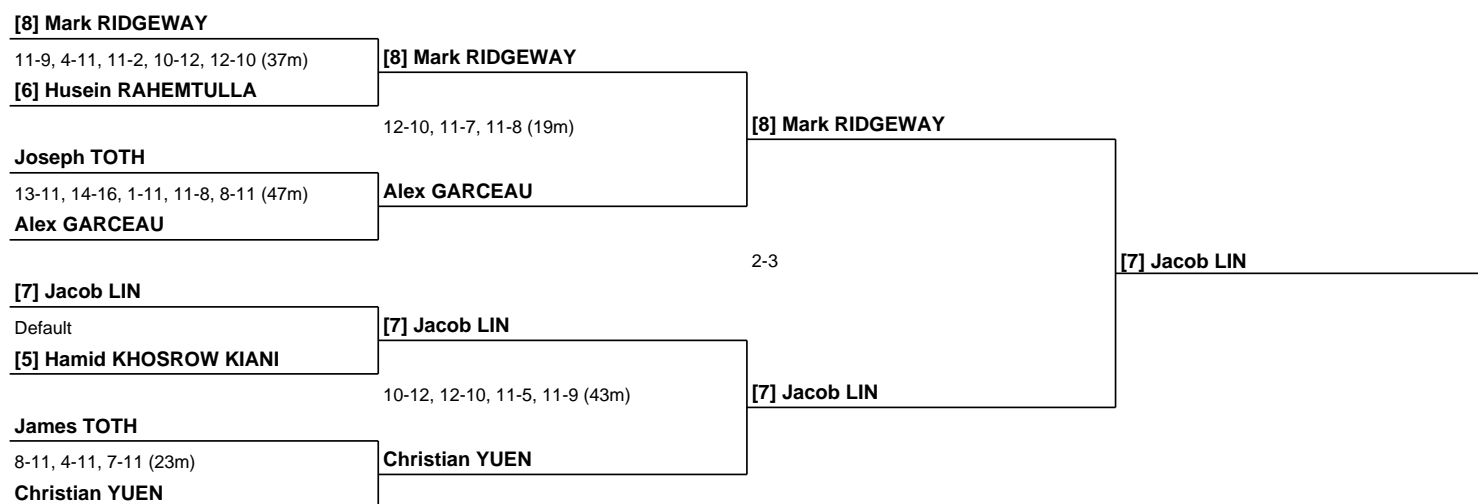 [8] Mark RIDGEWAY
11-9, 4-11, 11-2, 10-12, 12-10 (37m)
[6] Husein RAHEMTULLA
[8] Mark RIDGEWAY
12-10, 11-7, 11-8 (19m)
[8] Mark RIDGEWAY
Joseph TOTH
13-11, 14-16, 1-11, 11-8, 8-11 (47m)
Alex GARCEAU
Alex GARCEAU
2-3
[7] Jacob LIN
[7] Jacob LIN
Default
[5] Hamid KHOSROW KIANI
[7] Jacob LIN
10-12, 12-10, 11-5, 11-9 (43m)
[7] Jacob LIN
James TOTH
8-11, 4-11, 7-11 (23m)
Christian YUEN
Christian YUEN